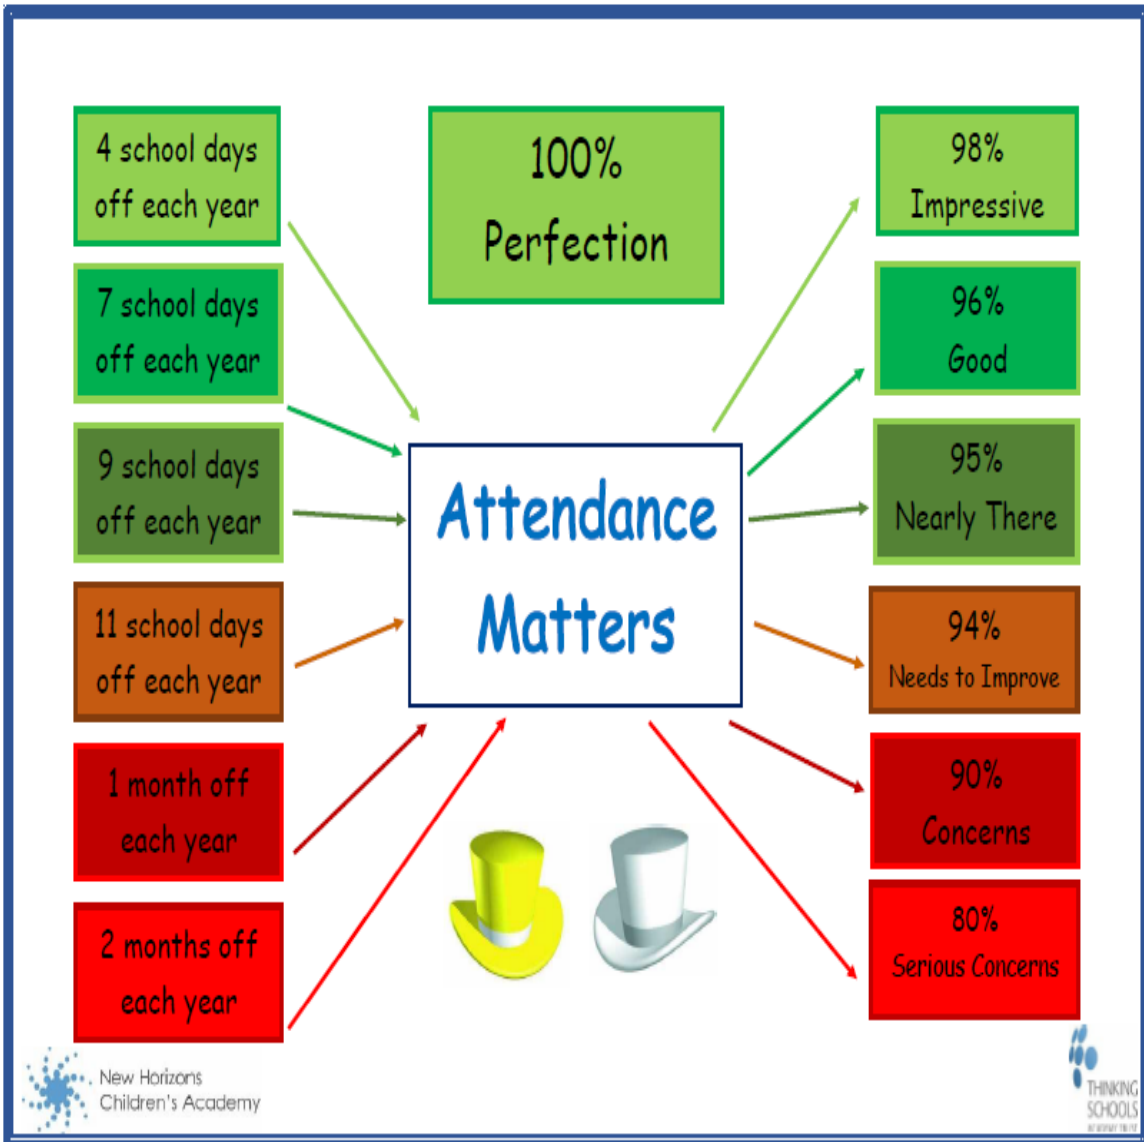 4 school days
off each year
7 school days
off each year
9 school days
off each year
11 school days
off each year
1 month off
each year
2 months off
each year
100%
Perfection
Attendance
Matters
98%
Impressive
96%
Good
95%
Nearly There
94%
Needs to Improve
90%
Concerns
80%
Serious Concerns
New Horizons
Children's Academy
THINKING
SCHOOLS
ACADEMY TRUST